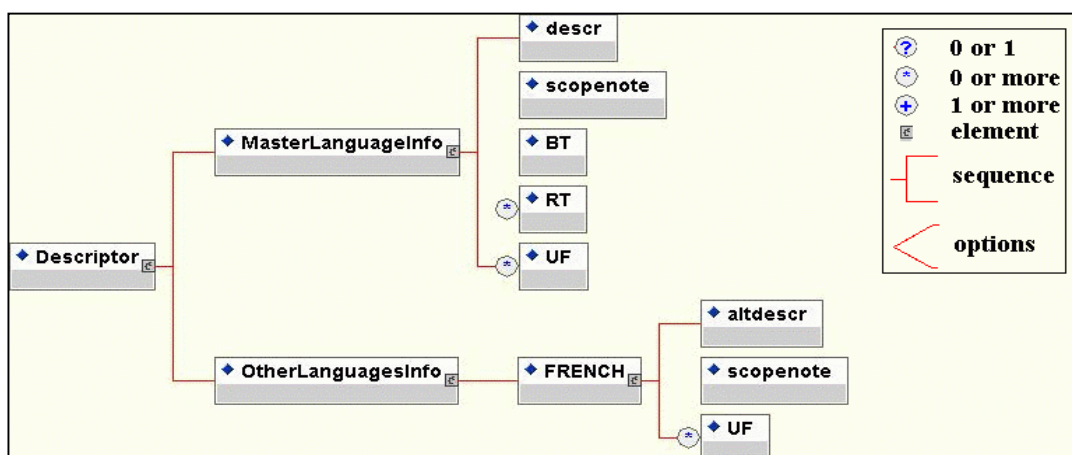 descr
scopenote
MasterLanguageInfo
BT
* RT
* UF
Descriptor
OtherLanguagesInfo
FRENCH
altdescr
scopenote
* UF
? 0 or 1
* 0 or more
+ 1 or more
c element
sequence
options